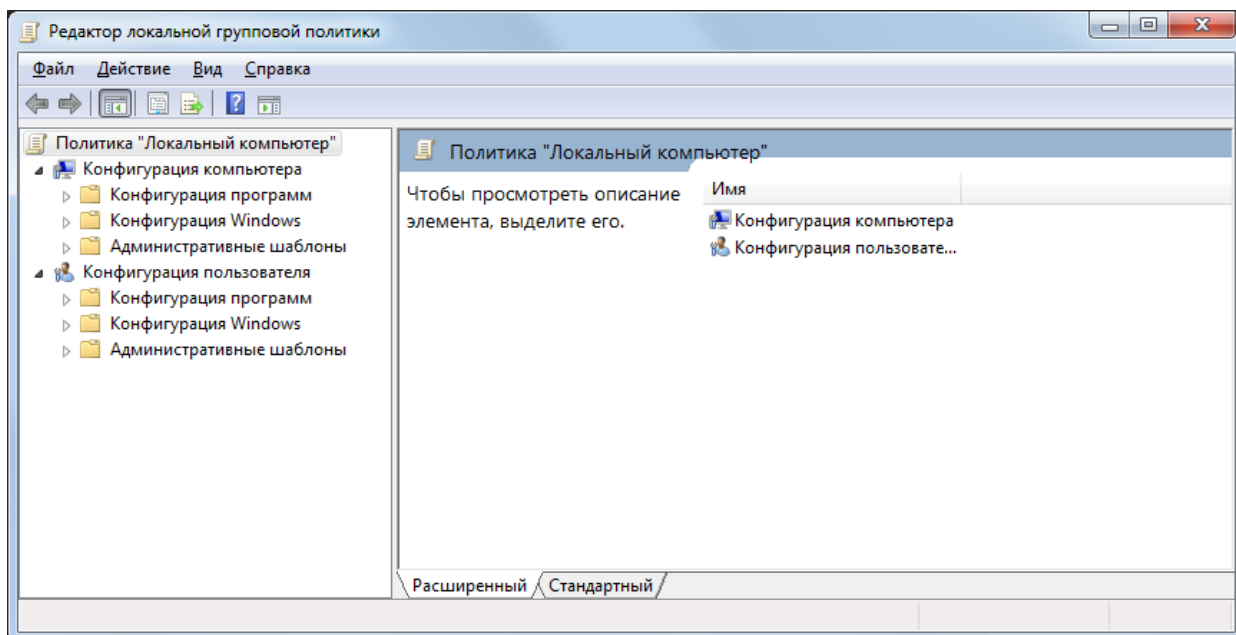 Редактор локальной групповой политики
Файл Действие Вид Справка
Политика "Локальный компьютер"
Конфигурация компьютера
Конфигурация программ
Конфигурация Windows
Административные шаблоны
Конфигурация пользователя
Конфигурация программ
Конфигурация Windows
Административные шаблоны
Политика "Локальный компьютер"
Чтобы просмотреть описание
элемента, выделите его.
Имя
Конфигурация компьютера
Конфигурация пользовате...
Расширенный Стандартный